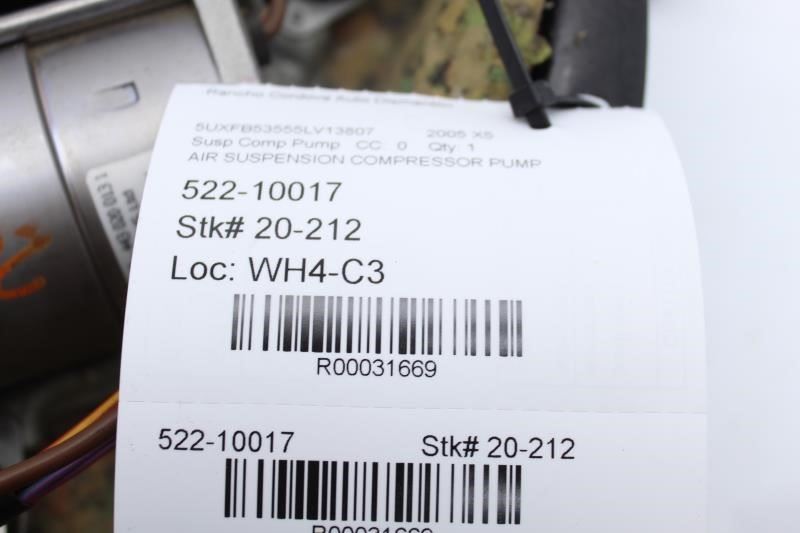 Rancho Cordova Auto Dismantler
5UXFB53555LV13807 2005 X5
Susp Comp Pump CC: 0 Qty: 1
AIR SUSPENSION COMPRESSOR PUMP
522-10017
Stk# 20-212
Loc: WH4-C3
R00031669
522-10017 Stk# 20-212
R00031669